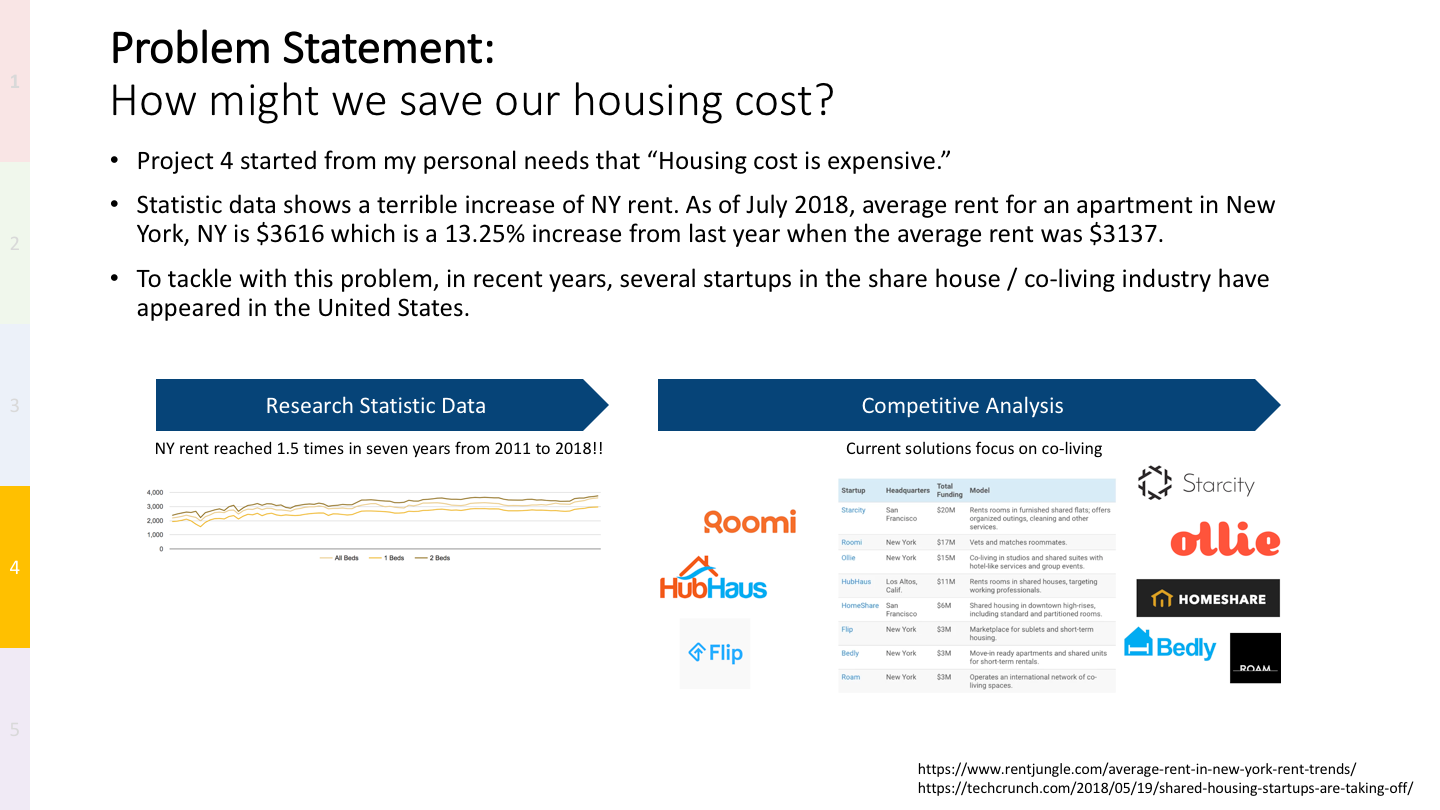 Problem Statement:
How might we save our housing cost?
• Project 4 started from my personal needs that “Housing cost is expensive.”
• Statistic data shows a terrible increase of NY rent. As of July 2018, average rent for an apartment in New
York, NY is $3616 which is a 13.25% increase from last year when the average rent was $3137.
• To tackle with this problem, in recent years, several startups in the share house / co-living industry have
appeared in the United States.
1
2
3
4
5
Research Statistic Data
NY rent reached 1.5 times in seven years from 2011 to 2018!!
4,000
3,000
2,000
1,000
0
All Beds 1 Beds 2 Beds
Competitive Analysis
Current solutions focus on co-living
Roomi
HubHaus
Flip
Startup Headquarters Total Funding Model
Starcity San Francisco $20M Rents rooms in furnished shared flats; offers organized outings, cleaning and other services.
Roomi New York $17M Vets and matches roommates.
Ollie New York $15M Co-living in studios and shared suites with hotel-like services and group events.
HubHaus Los Altos, Calif. $11M Rents rooms in shared houses, targeting working professionals.
HomeShare San Francisco $6M Shared housing in downtown high-rises, including standard and partitioned rooms.
Flip New York $3M Marketplace for sublets and short-term housing.
Bedly New York $3M Move-in ready apartments and shared units for short-term rentals.
Roam New York $3M Operates an international network of co-living spaces.
Starcity
ollie
HOMESHARE
Bedly
ROAM
https://www.rentjungle.com/average-rent-in-new-york-rent-trends/
https://techcrunch.com/2018/05/19/shared-housing-startups-are-taking-off/